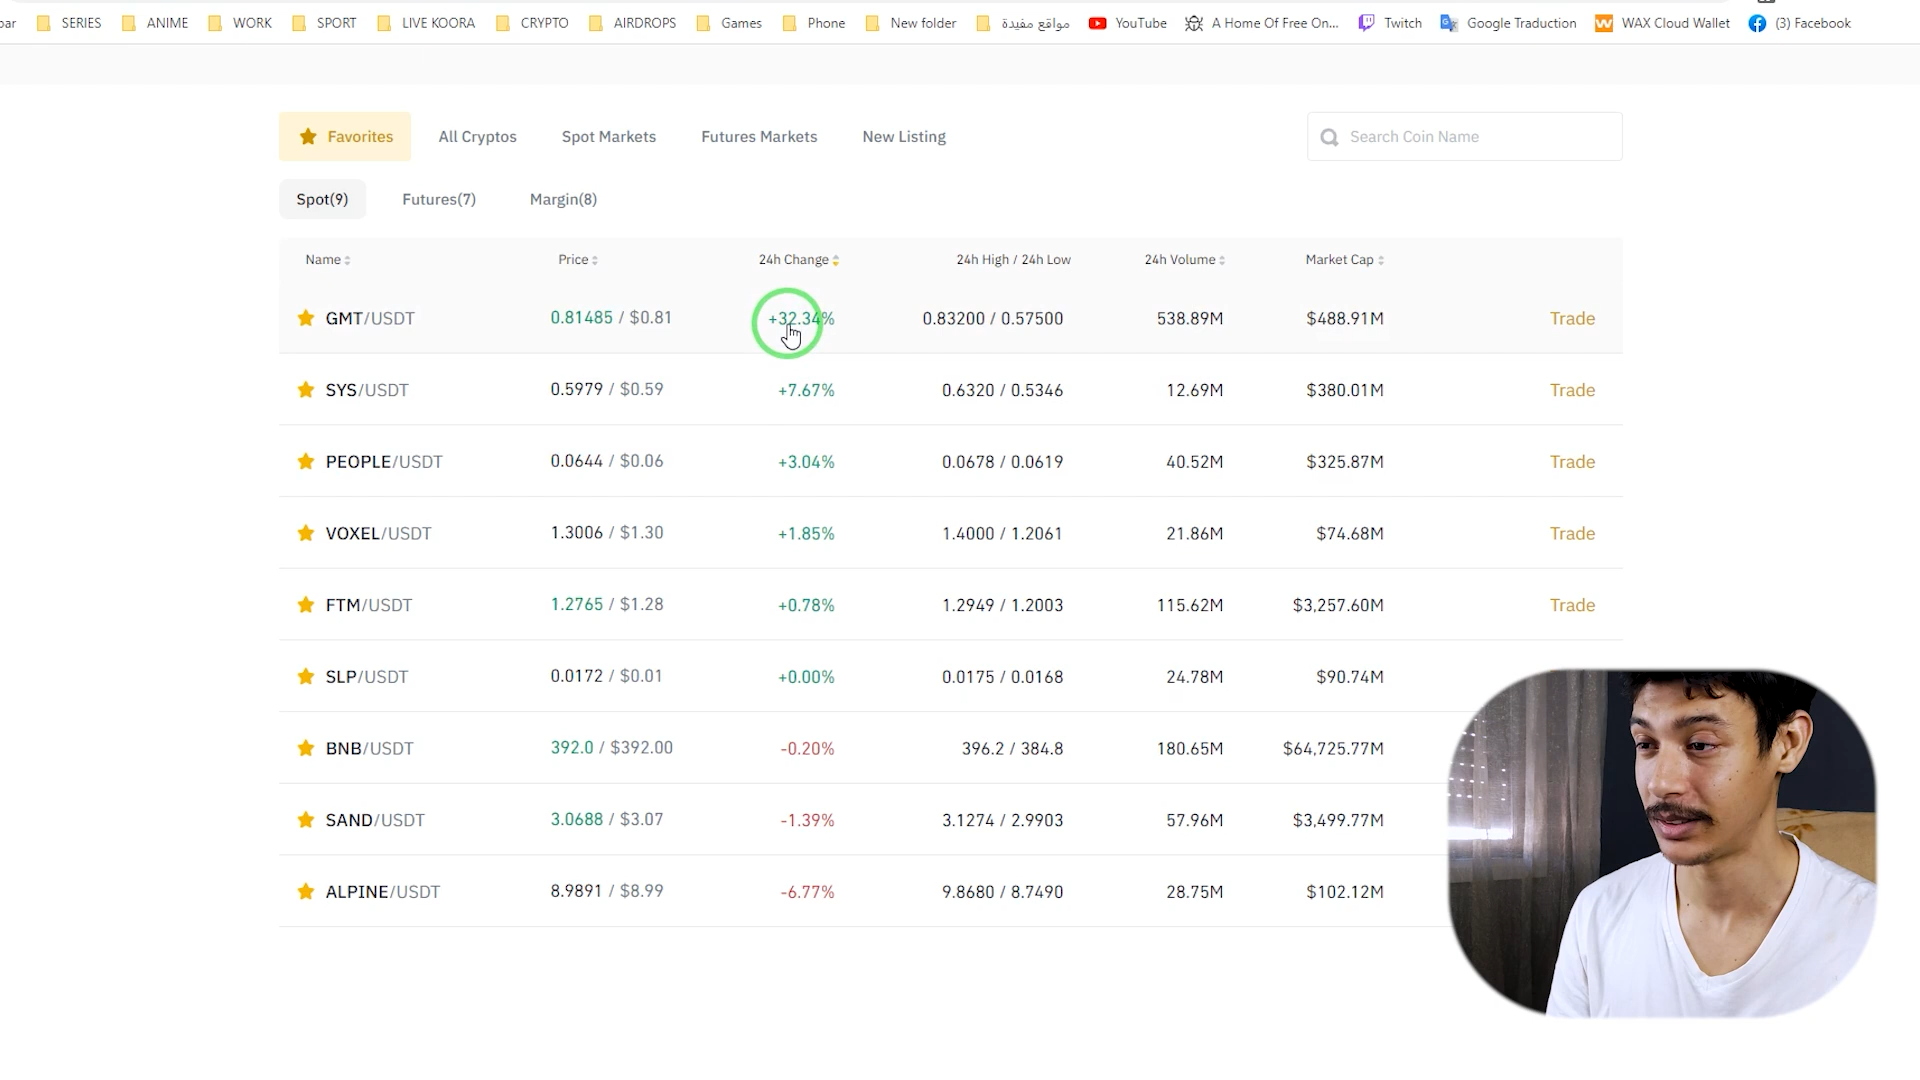 SERIES ANIME WORK SPORT LIVE KOORA CRYPTO AIRDROPS Games Phone New folder مواقع مفيدة YouTube A Home Of Free On... Twitch Google Traduction WAX Cloud Wallet (3) Facebook
Favorites All Cryptos Spot Markets Futures Markets New Listing Search Coin Name
Spot(9) Futures(7) Margin(8)
Name Price 24h Change 24h High / 24h Low 24h Volume Market Cap
GMT/USDT 0.81485 / $0.81 +32.34% 0.83200 / 0.57500 538.89M $488.91M Trade
SYS/USDT 0.5979 / $0.59 +7.67% 0.6320 / 0.5346 12.69M $380.01M Trade
PEOPLE/USDT 0.0644 / $0.06 +3.04% 0.0678 / 0.0619 40.52M $325.87M Trade
VOXEL/USDT 1.3006 / $1.30 +1.85% 1.4000 / 1.2061 21.86M $74.68M Trade
FTM/USDT 1.2765 / $1.28 +0.78% 1.2949 / 1.2003 115.62M $3,257.60M Trade
SLP/USDT 0.0172 / $0.01 +0.00% 0.0175 / 0.0168 24.78M $90.74M
BNB/USDT 392.0 / $392.00 -0.20% 396.2 / 384.8 180.65M $64,725.77M
SAND/USDT 3.0688 / $3.07 -1.39% 3.1274 / 2.9903 57.96M $3,499.77M
ALPINE/USDT 8.9891 / $8.99 -6.77% 9.8680 / 8.7490 28.75M $102.12M